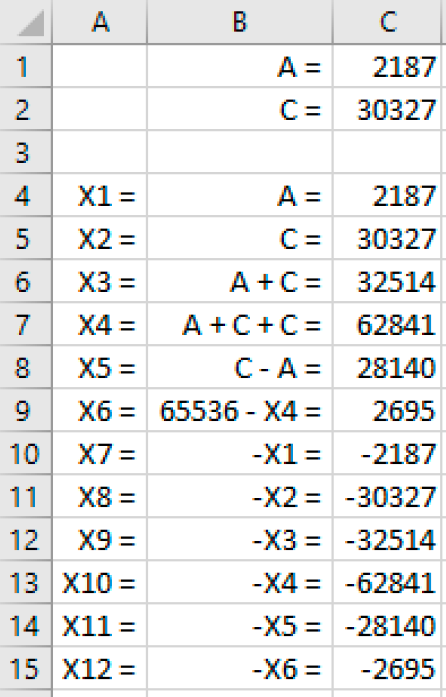 A B C
1 A = 2187
2 C = 30327
3
4 X1 = A = 2187
5 X2 = C = 30327
6 X3 = A + C = 32514
7 X4 = A + C + C = 62841
8 X5 = C - A = 28140
9 X6 = 65536 - X4 = 2695
10 X7 = -X1 = -2187
11 X8 = -X2 = -30327
12 X9 = -X3 = -32514
13 X10 = -X4 = -62841
14 X11 = -X5 = -28140
15 X12 = -X6 = -2695